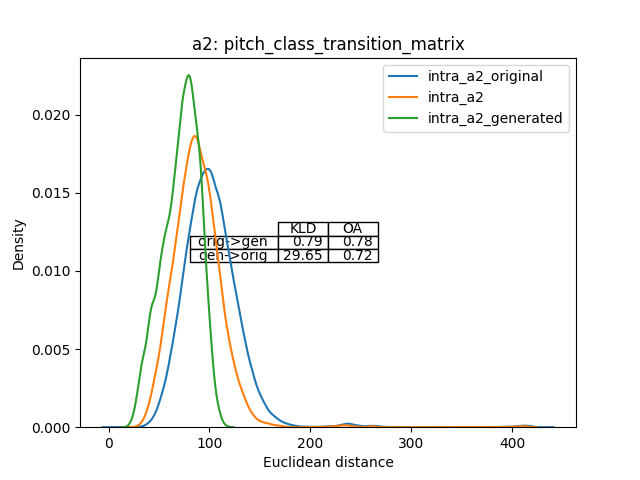 a2: pitch_class_transition_matrix
intra_a2_original
intra_a2
intra_a2_generated
0.020
0.015
0.010
0.005
0.000
Density
KLD OA
orig->gen 0.79 0.78
gen->orig 29.65 0.72
0 100 200 300 400
Euclidean distance